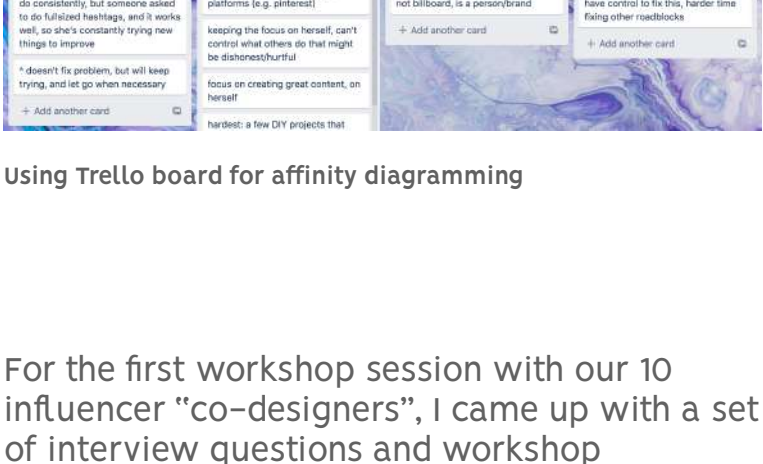 do consistently, but someone asked
to do fullsized hashtags, and it works
well, so she's constantly trying new
things to improve
^ doesn't fix problem, but will keep
trying, and let go when necessary
+ Add another card
platforms (e.g. pinterest)
keeping the focus on herself, can't
control what others do that might
be dishonest/hurtful
focus on creating great content, on
herself
hardest: a few DIY projects that
not billboard, is a person/brand
+ Add another card
have control to fix this, harder time
fixing other roadblocks
+ Add another card
Using Trello board for affinity diagramming
For the first workshop session with our 10
influencer “co-designers”, I came up with a set
of interview questions and workshop